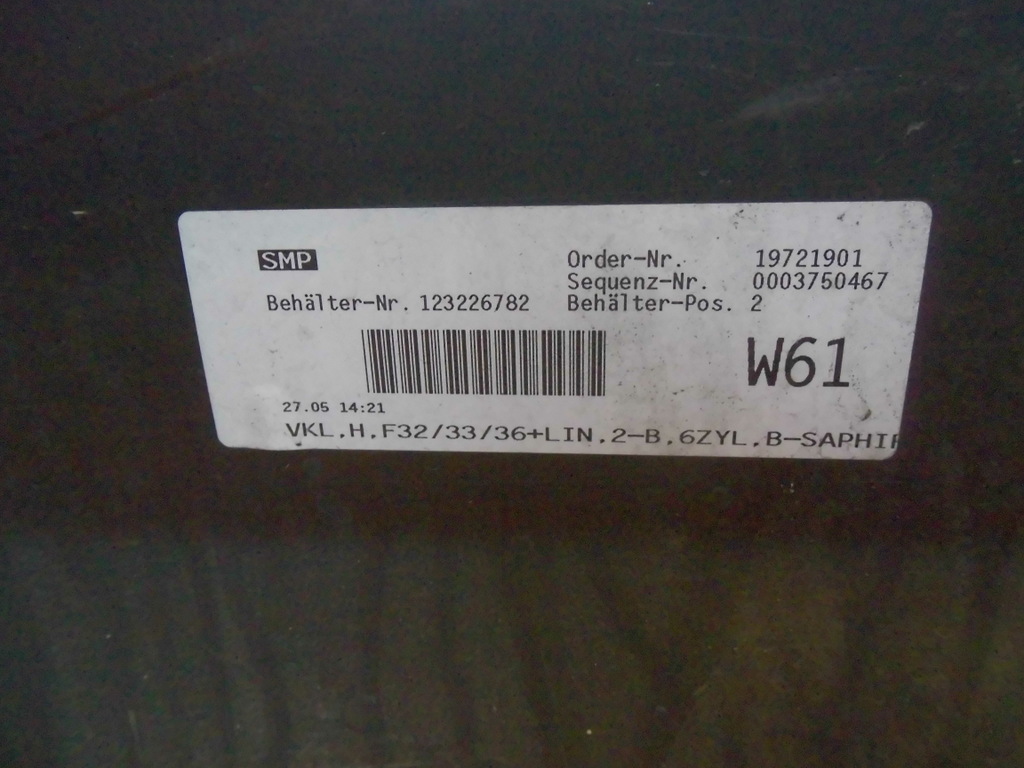 SMP
Order-Nr. 19721901
Sequenz-Nr. 0003750467
Behälter-Nr. 123226782 Behälter-Pos. 2
W61
27.05 14:21
VKL.H.F32/33/36+LIN.2-B.6ZYL.B-SAPHIR